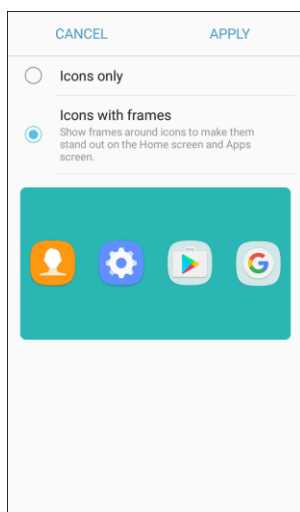 CANCEL APPLY
Icons only
Icons with frames
Show frames around icons to make them
stand out on the Home screen and Apps
screen.
G